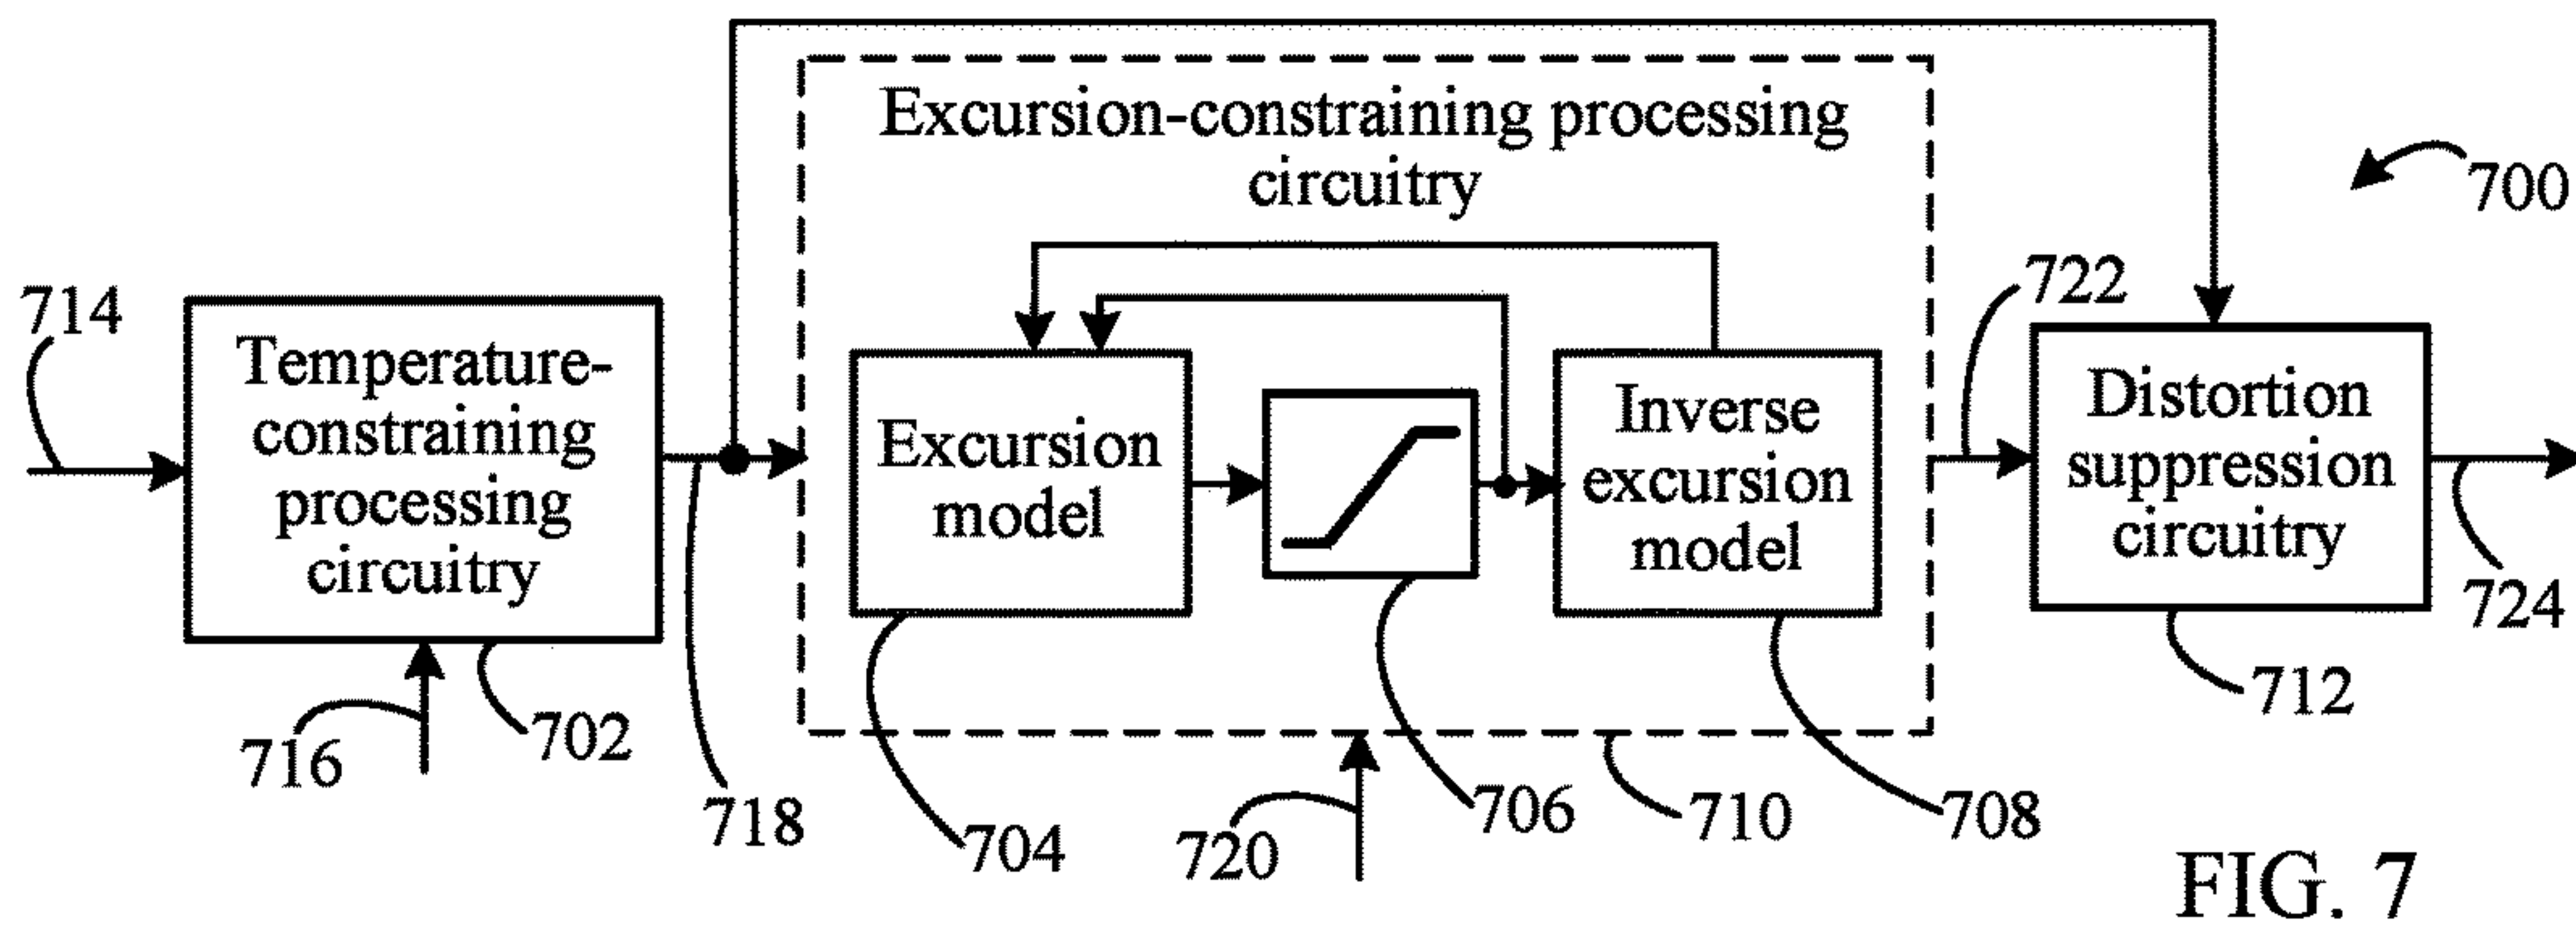 Excursion-constraining processing
circuitry
700
714
722
Temperature-
constraining
processing
circuitry
Excursion
model
Inverse
excursion
model
Distortion
suppression
circuitry
724
716
702
718
704
720
706
710
708
712
FIG. 7